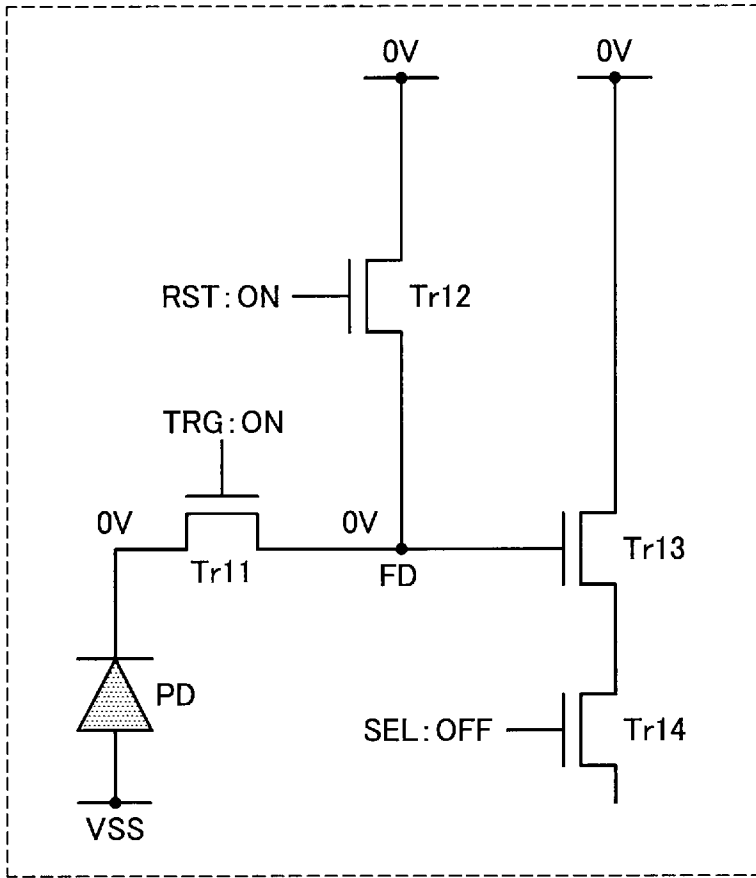 0V
0V
RST:ON
Tr12
TRG:ON
0V
0V
Tr11
FD
Tr13
PD
SEL:OFF
Tr14
VSS